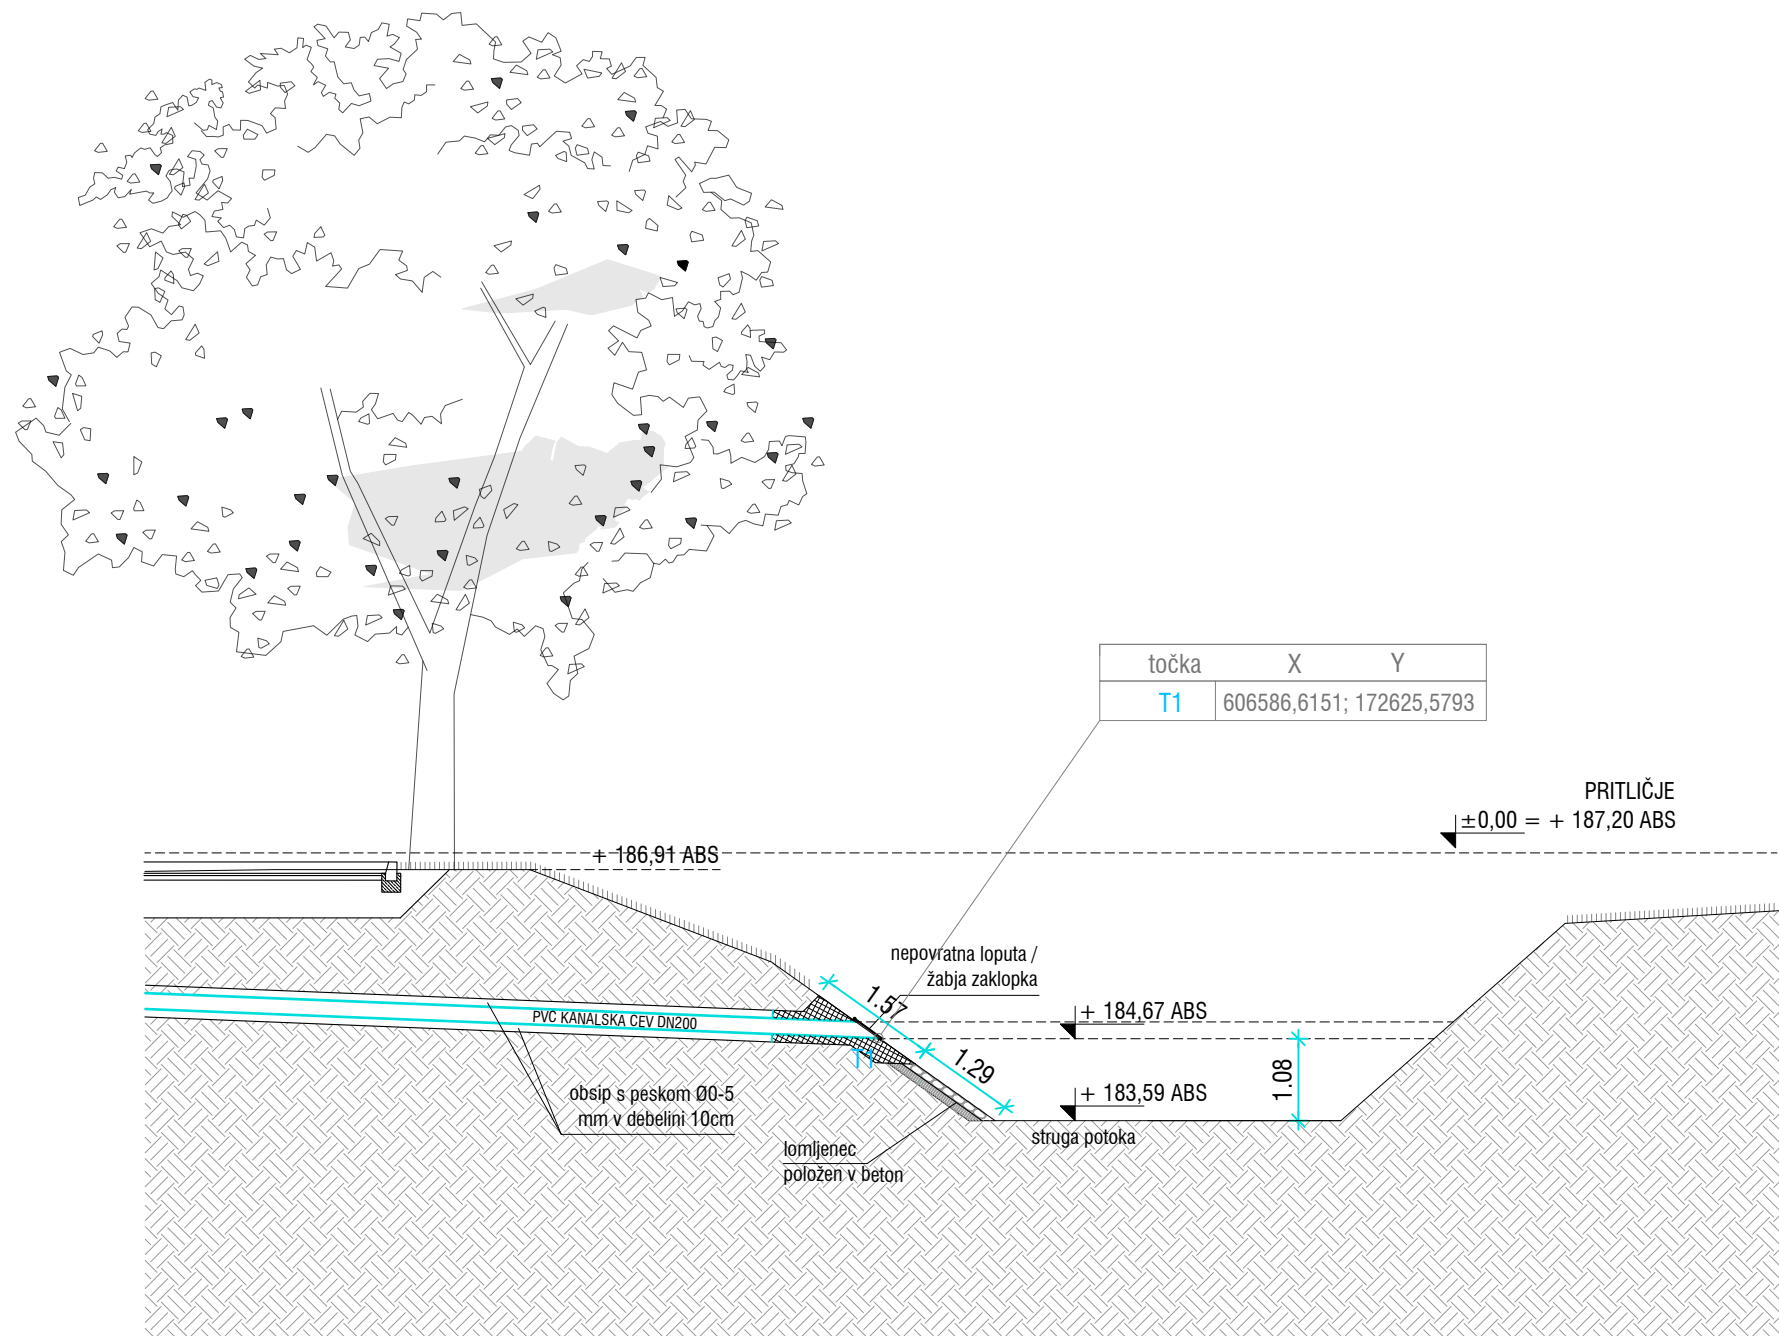 točka X Y
T1 606586,6151; 172625,5793
PRITLIČJE
±0,00 = + 187,20 ABS
+ 186,91 ABS
nepovratna loputa /
žabja zaklopka
1.57
+ 184,67 ABS
PVC KANALSKA CEV DN200
T1
1.29
1.08
obsip s peskom Ø0-5
mm v debelini 10cm
+ 183,59 ABS
struga potoka
lomljenec
položen v beton